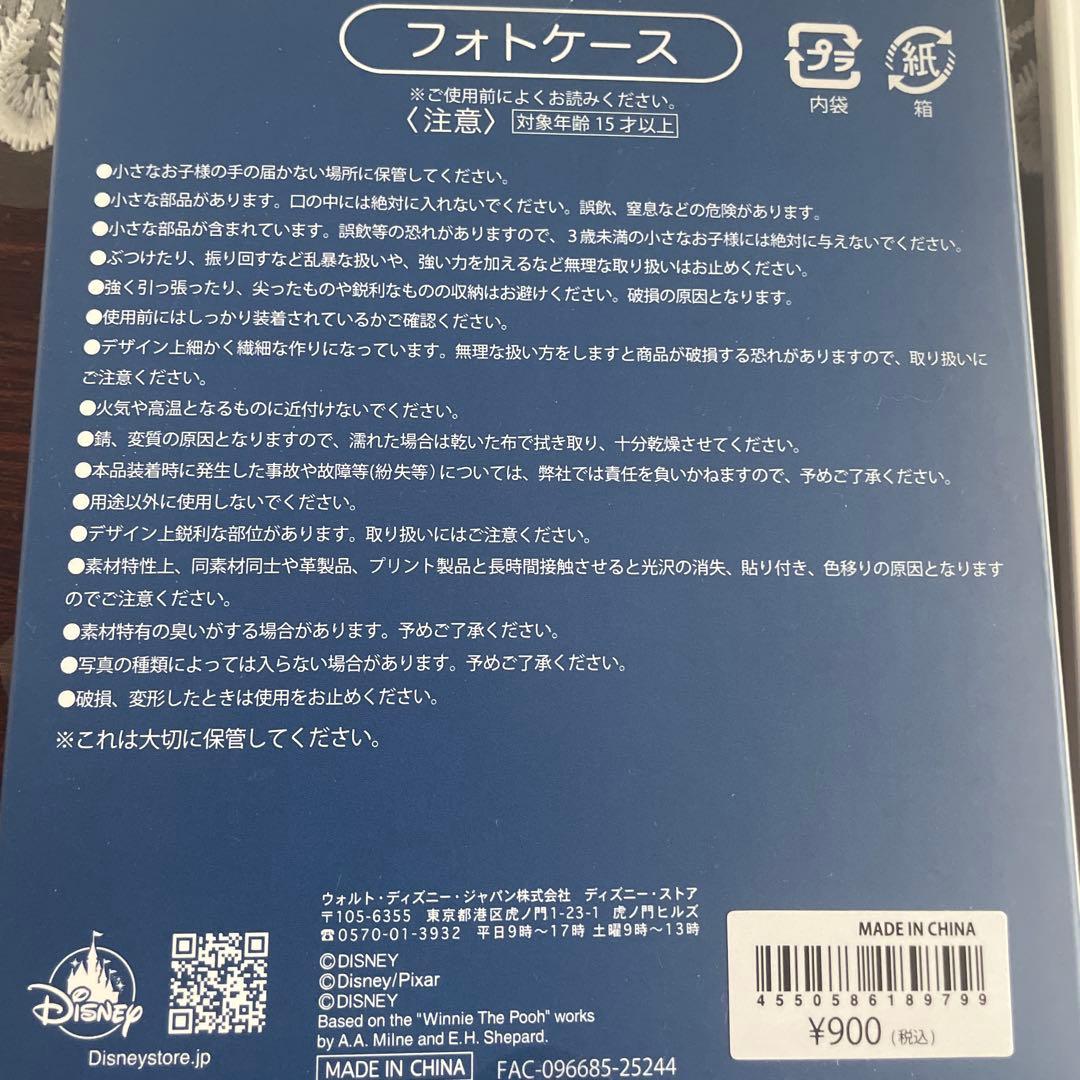 フォトケース
プラ
内袋
紙
箱
※ご使用前によくお読みください。
〈注意〉 対象年齢 15 才以上
●小さなお子様の手の届かない場所に保管してください。
●小さな部品があります。口の中には絶対に入れないでください。誤飲、窒息などの危険があります。
●小さな部品が含まれています。誤飲等の恐れがありますので、3歳未満の小さなお子様には絶対に与えないでください。
●ぶつけたり、振り回すなど乱暴な扱いや、強い力を加えるなど無理な取り扱いはお止めください。
●強く引っ張ったり、尖ったものや鋭利なものの収納はお避けください。破損の原因となります。
●使用前にはしっかり装着されているかご確認ください。
●デザイン上細かく繊細な作りになっています。無理な扱い方をしますと商品が破損する恐れがありますので、取り扱いに
ご注意ください。
●火気や高温となるものに近付けないでください。
●錆、変質の原因となりますので、濡れた場合は乾いた布で拭き取り、十分乾燥させてください。
●本品装着時に発生した事故や故障等(紛失等)については、弊社では責任を負いかねますので、予めご了承ください。
●用途以外に使用しないでください。
●デザイン上鋭利な部位があります。取り扱いにはご注意ください。
●素材特性上、同素材同士や革製品、プリント製品と長時間接触させると光沢の消失、貼り付き、色移りの原因となります
のでご注意ください。
●素材特有の臭いがする場合があります。予めご了承ください。
●写真の種類によっては入らない場合があります。予めご了承ください。
●破損、変形したときは使用をお止めください。
※これは大切に保管してください。
ウォルト・ディズニー・ジャパン株式会社 ディズニー・ストア
〒105-6355 東京都港区虎ノ門1-23-1 虎ノ門ヒルズ
☎0570-01-3932 平日9時〜17時 土曜9時〜13時
©DISNEY
©Disney/Pixar
©DISNEY
Based on the "Winnie The Pooh" works
by A.A. Milne and E.H. Shepard.
MADE IN CHINA FAC-096685-25244
DISNEY
Disneystore.jp
MADE IN CHINA
4550586189799
¥900 (税込)